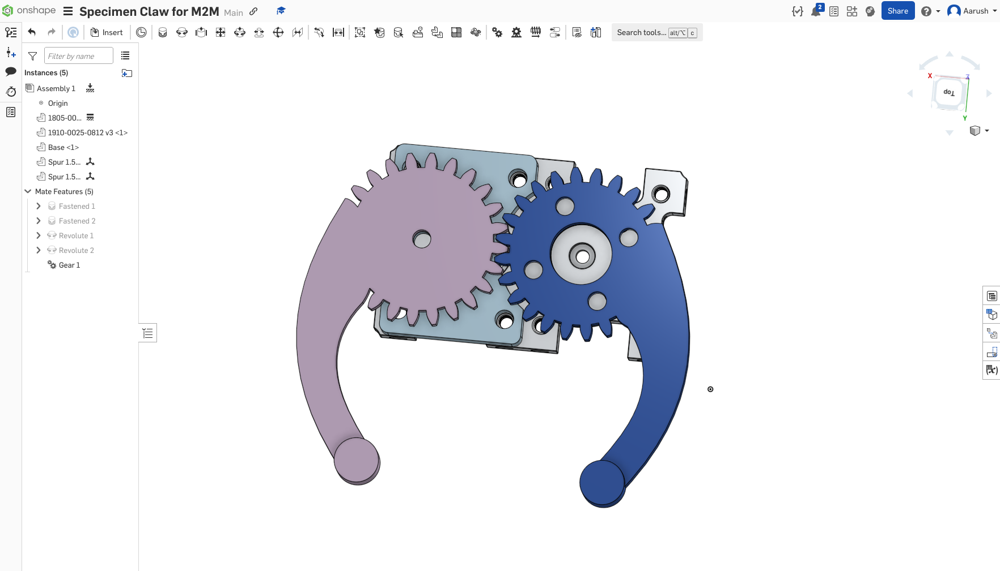 onshape Specimen Claw for M2M Main 2 Share Aarush
Insert Search tools... alt/⌥ c
Filter by name
Instances (5)
Assembly 1
Origin
1805-00...
1910-0025-0812 v3 <1>
Base <1>
Spur 1.5...
Spur 1.5...
Mate Features (5)
Fastened 1
Fastened 2
Revolute 1
Revolute 2
Gear 1
X Z
Top
Y
(x)